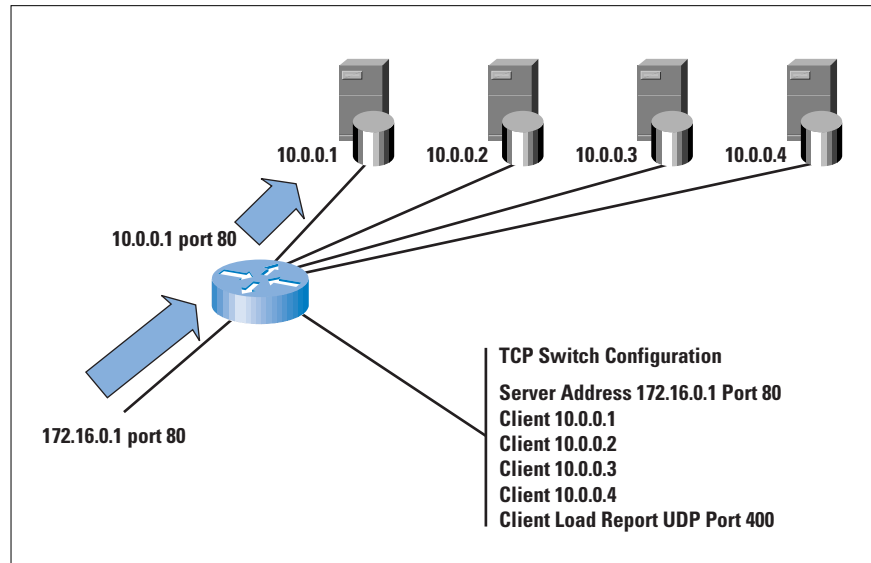 10.0.0.1
10.0.0.2
10.0.0.3
10.0.0.4
10.0.0.1 port 80
172.16.0.1 port 80
TCP Switch Configuration
Server Address 172.16.0.1 Port 80
Client 10.0.0.1
Client 10.0.0.2
Client 10.0.0.3
Client 10.0.0.4
Client Load Report UDP Port 400